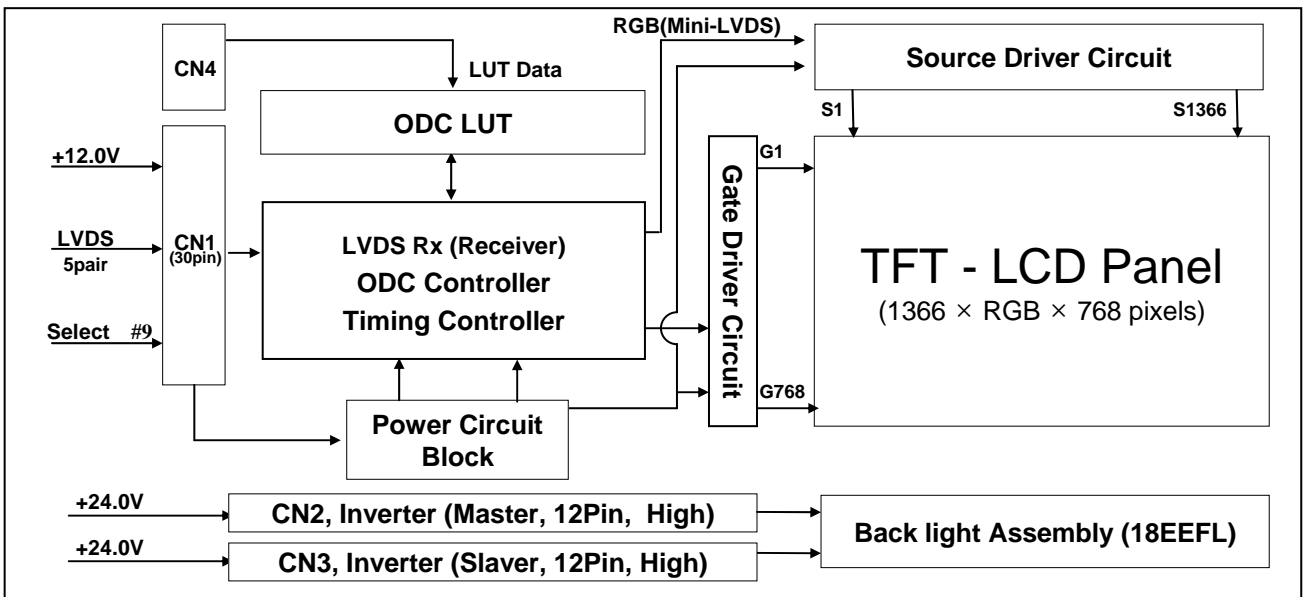 RGB(Mini-LVDS)
CN4
LUT Data
Source Driver Circuit
S1
S1366
ODC LUT
+12.0V
G1
CN1
(30pin)
LVDS
5pair
LVDS Rx (Receiver)
ODC Controller
Timing Controller
Gate Driver Circuit
TFT - LCD Panel
(1366 × RGB × 768 pixels)
Select #9
G768
Power Circuit
Block
+24.0V
CN2, Inverter (Master, 12Pin, High)
Back light Assembly (18EEFL)
+24.0V
CN3, Inverter (Slaver, 12Pin, High)